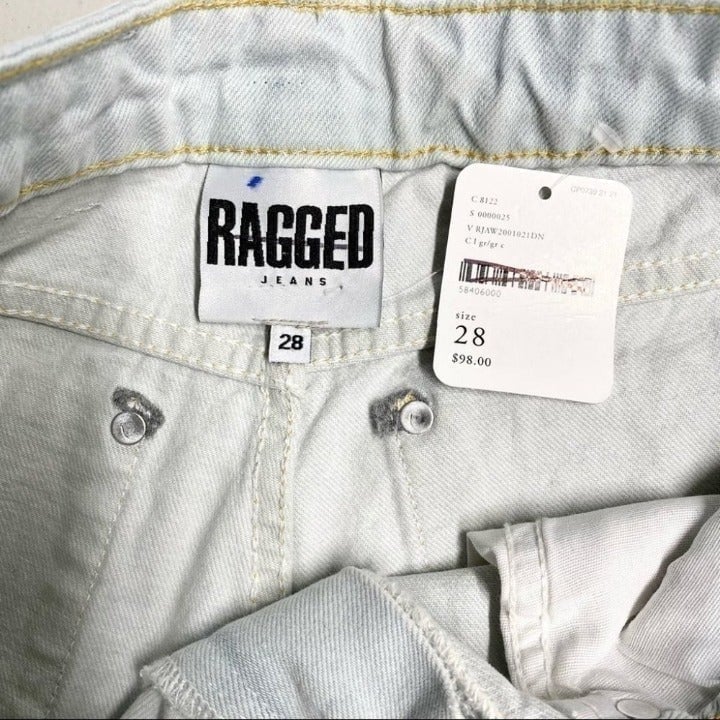 RAGGED
JEANS
28
C 8122
S 0000025
V RJAW2001021DN
C I gr/gr c
58406000
size
28
$98.00